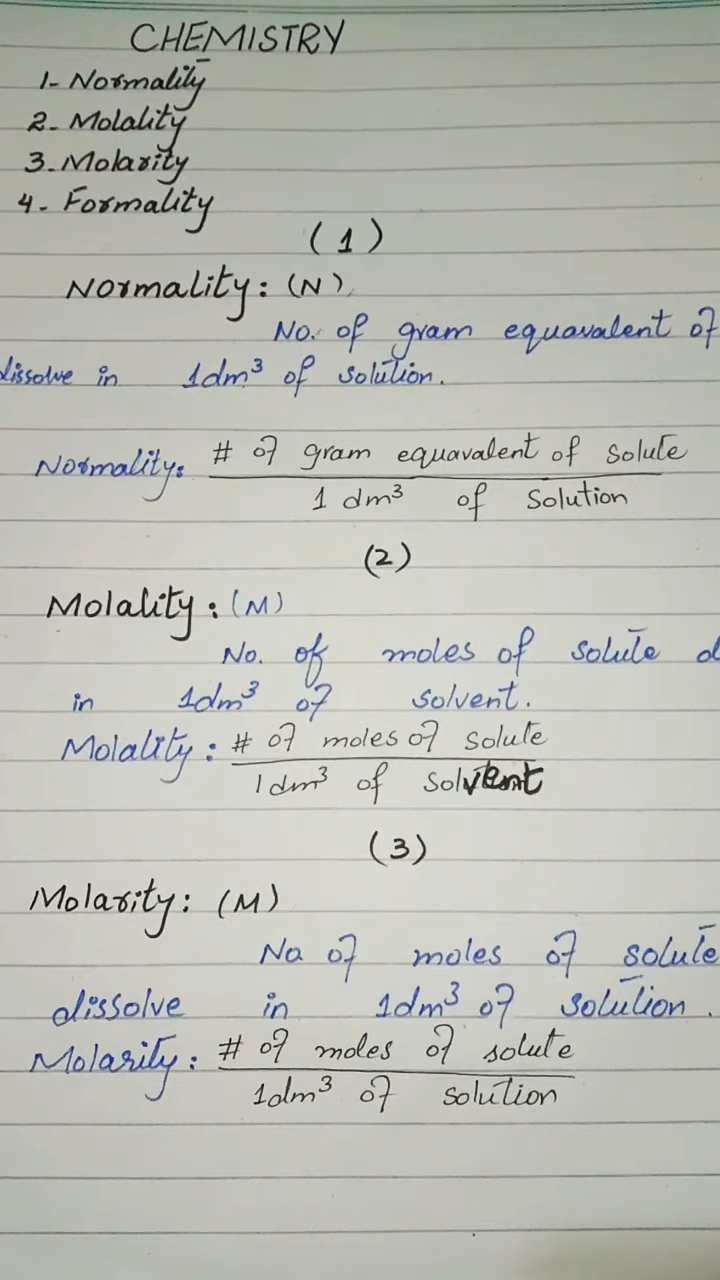 CHEMISTRY
1- Normality
2- Molality
3- Molarity
4- Formality
(1)
Normality: (N)
No. of gram equavalent of
dissolve in 1dm³ of solution.
Normality: # of gram equavalent of solute
1 dm³ of Solution
(2)
Molality: (M)
No. of moles of solute
in 1dm³ of solvent.
Molality: # of moles of solute
1dm³ of Solvent
(3)
Molarity: (M)
No of moles of solute
dissolve in 1dm³ of solution.
Molarity: # of moles of solute
1dm³ of solution